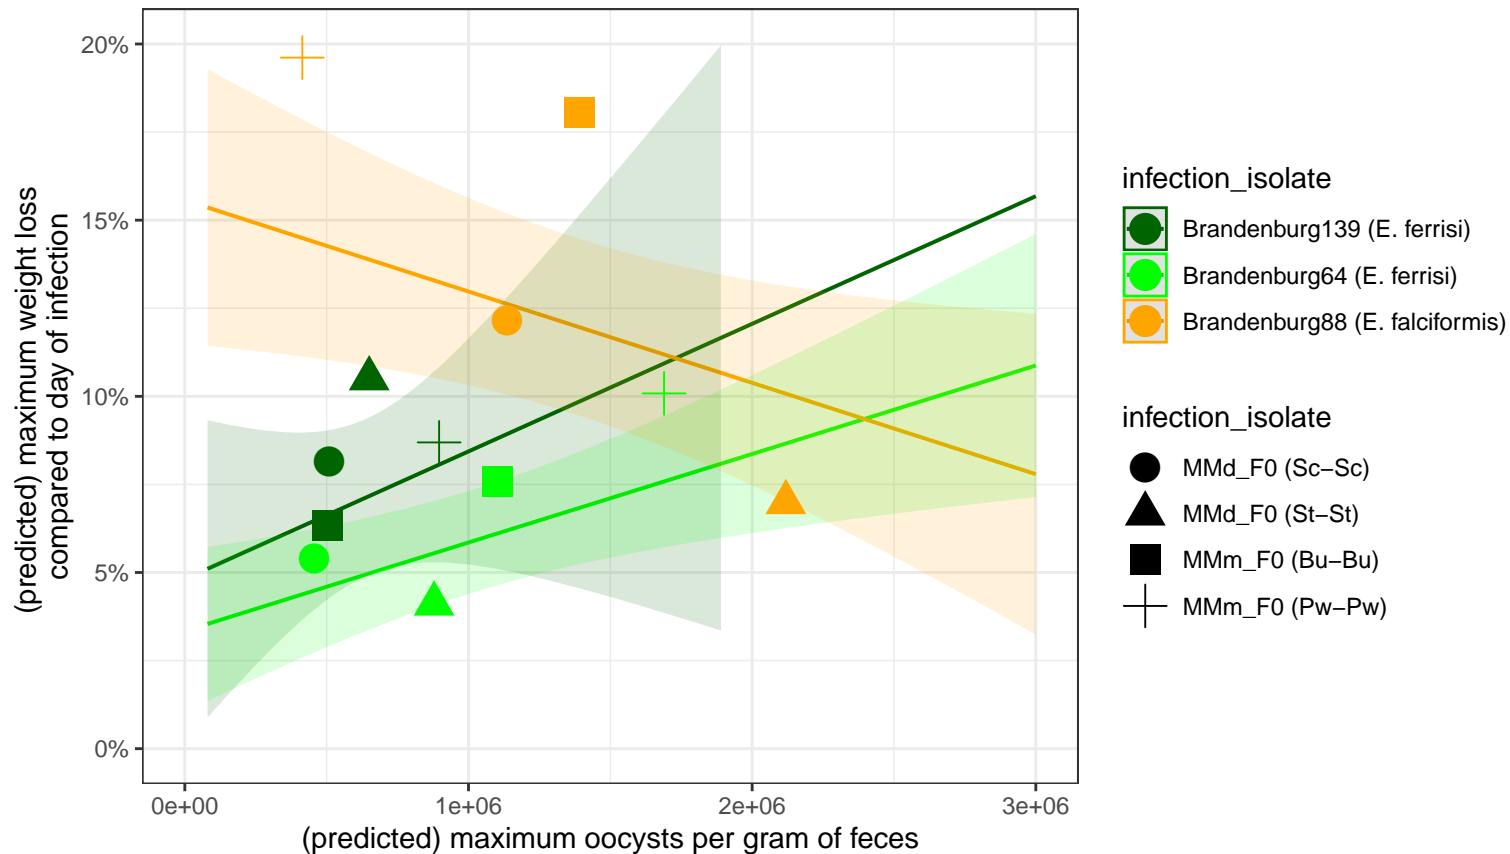 20%
15%
10%
5%
0%
0e+00
1e+06
2e+06
3e+06
(predicted) maximum oocysts per gram of feces
(predicted) maximum weight loss
compared to day of infection
infection_isolate
Brandenburg139 (E. ferrisi)
Brandenburg64 (E. ferrisi)
Brandenburg88 (E. falciformis)
infection_isolate
MMd_F0 (Sc−Sc)
MMd_F0 (St−St)
MMm_F0 (Bu−Bu)
MMm_F0 (Pw−Pw)